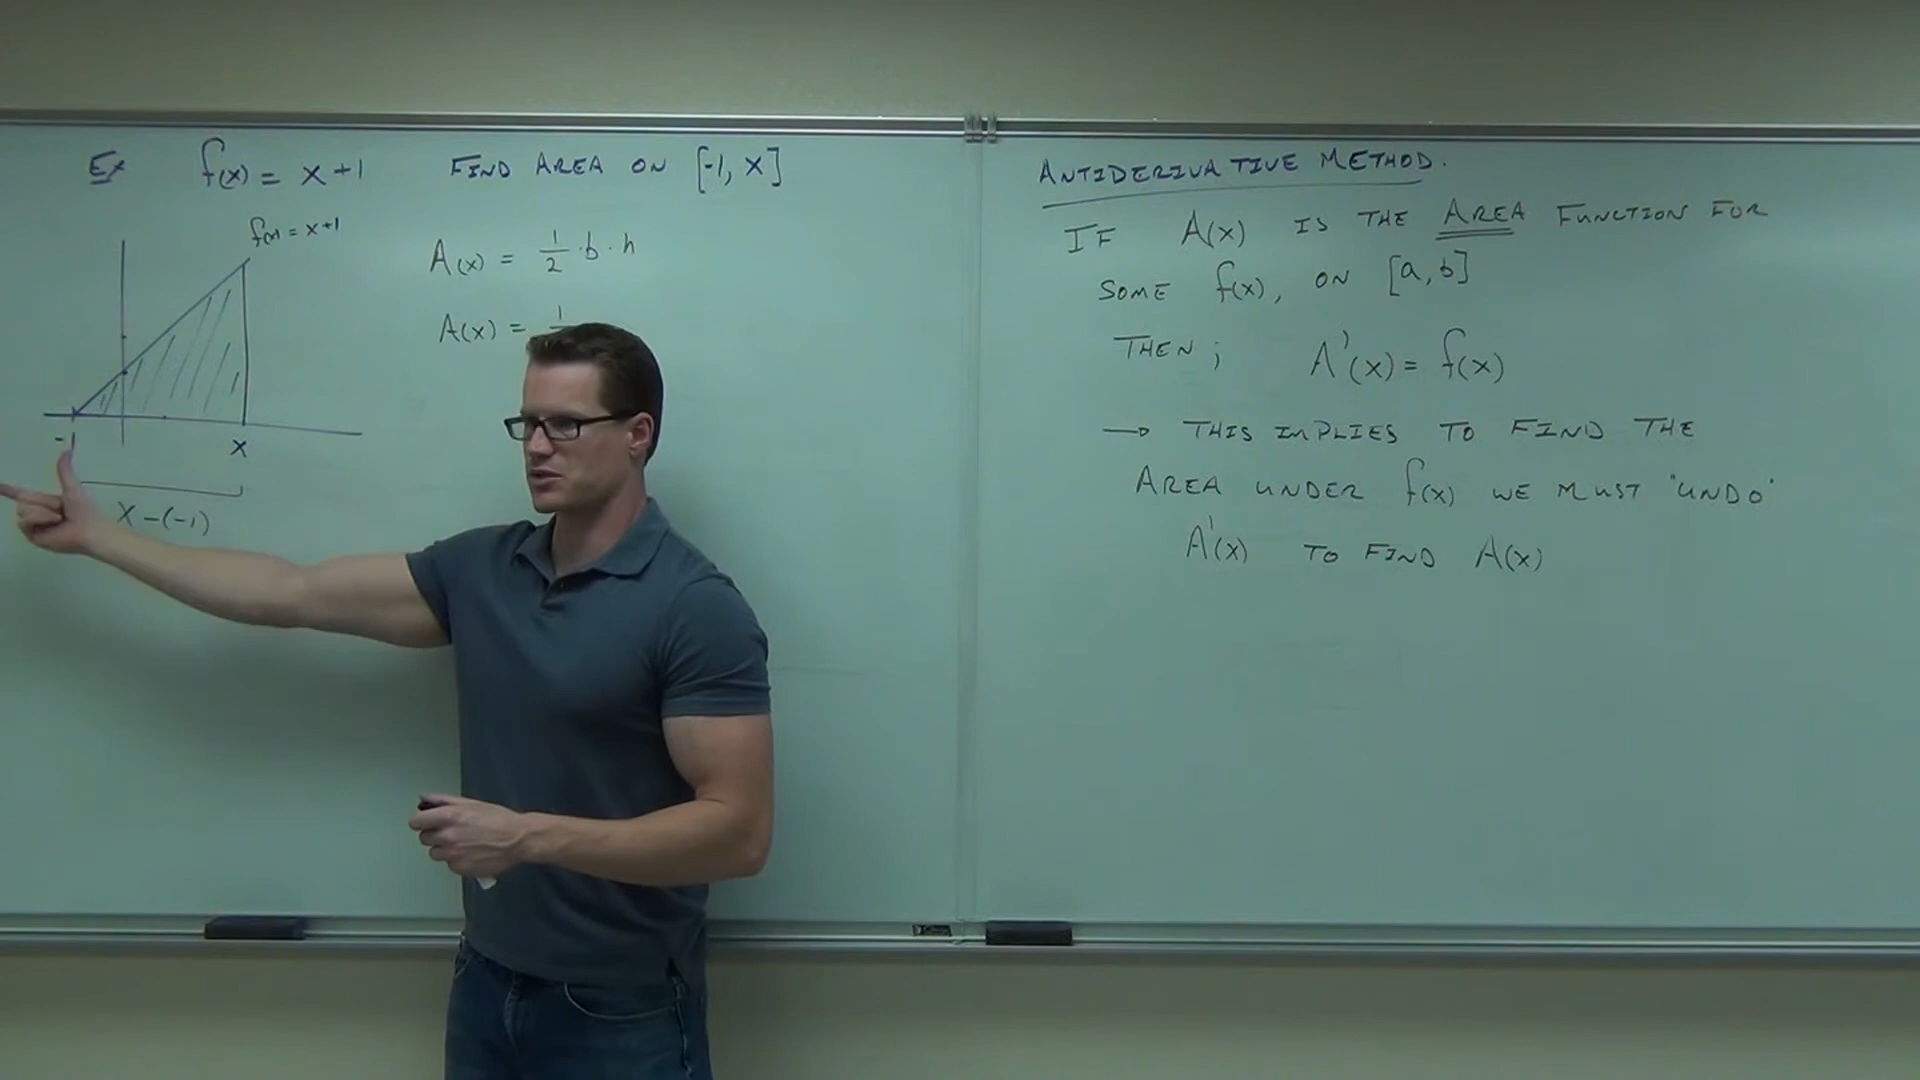 Ex f(x) = x+1 FIND AREA ON [-1, x]
f(x) = x+1
A(x) = 1/2 · b · h
A(x) = 1
-1 x
x-(-1)
ANTIDERIVATIVE METHOD.
IF A(x) IS THE AREA FUNCTION FOR
SOME f(x), ON [a, b]
THEN; A'(x) = f(x)
→ THIS IMPLIES TO FIND THE
AREA UNDER f(x) WE MUST "UNDO"
A'(x) TO FIND A(x)